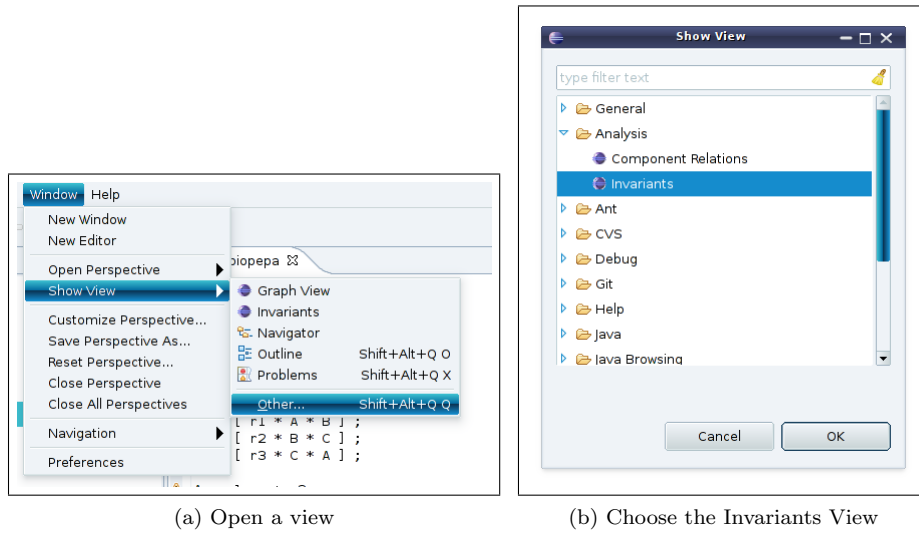 Window Help
New Window
New Editor
Open Perspective
Show View
Customize Perspective...
Save Perspective As...
Reset Perspective...
Close Perspective
Close All Perspectives
Navigation
Preferences
biopepa
Graph View
Invariants
Navigator
Outline Shift+Alt+Q O
Problems Shift+Alt+Q X
Other... Shift+Alt+Q Q
[ r1 * A * B ] ;
[ r2 * B * C ] ;
[ r3 * C * A ] ;
(a) Open a view
Show View
type filter text
General
Analysis
Component Relations
Invariants
Ant
CVS
Debug
Git
Help
Java
Java Browsing
Cancel OK
(b) Choose the Invariants View